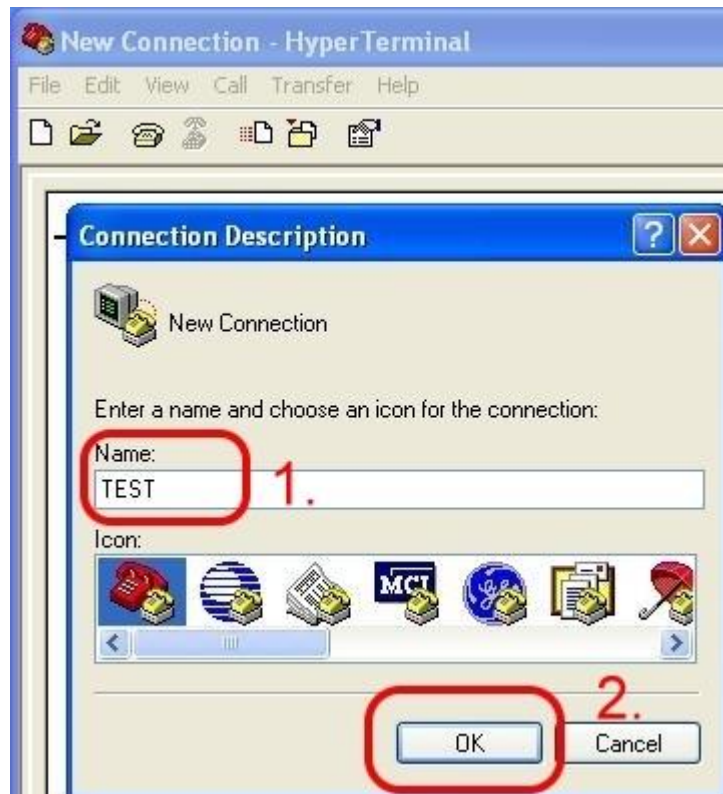 New Connection - HyperTerminal
File Edit View Call Transfer Help
Connection Description
New Connection
Enter a name and choose an icon for the connection:
Name:
TEST
1.
Icon:
MCI
2.
OK
Cancel